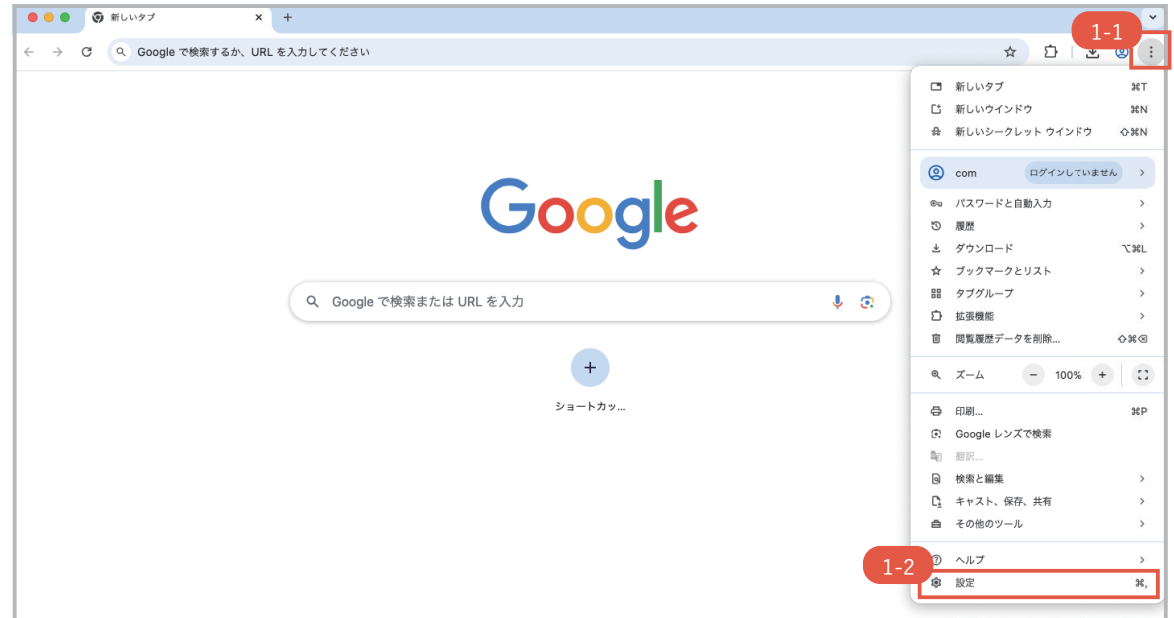 新しいタブ
1-1
Google で検索するか、URL を入力してください
新しいタブ ⌘T
新しいウインドウ ⌘N
新しいシークレット ウインドウ ⇧⌘N
com ログインしていません
パスワードと自動入力
履歴
ダウンロード ⌥⌘L
ブックマークとリスト
タブグループ
拡張機能
閲覧履歴データを削除... ⇧⌘⌫
Google
Google で検索または URL を入力
ショートカッ...
ズーム − 100% +
印刷... ⌘P
Google レンズで検索
翻訳...
検索と編集
キャスト、保存、共有
その他のツール
ヘルプ
1-2
設定 ⌘,